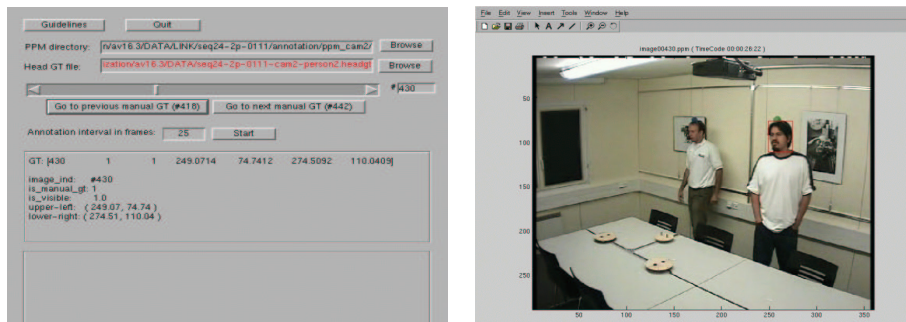 Guidelines Quit
PPM directory: n/av16.3/DATA/LINK/seq24-2p-0111/annotation/ppm_cam2/ Browse
Head GT file: ization/av16.3/DATA/seq24-2p-0111-cam2-person2.headgt Browse
# 430
Go to previous manual GT (#418) Go to next manual GT (#442)
Annotation interval in frames: 25 Start
GT: 430 1 1 249.0714 74.7412 274.5092 110.0409
image_ind: #430
is_manual_gt: 1
is_visible: 1.0
upper-left: ( 249.07, 74.74 )
lower-right: ( 274.51, 110.04 )
File Edit View Insert Tools Window Help
A
image00430.ppm ( TimeCode 00:00:28:22 )
50
100
150
200
250
50 100 150 200 250 300 350